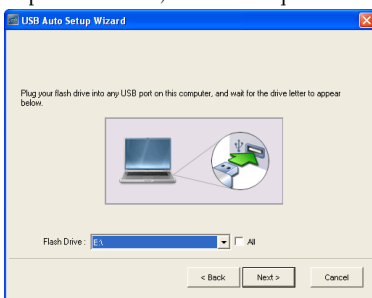 USB Auto Setup Wizard
Plug your flash drive into any USB port on this computer, and wait for the drive letter to appear
below.
Flash Drive : E:\
All
< Back Next > Cancel